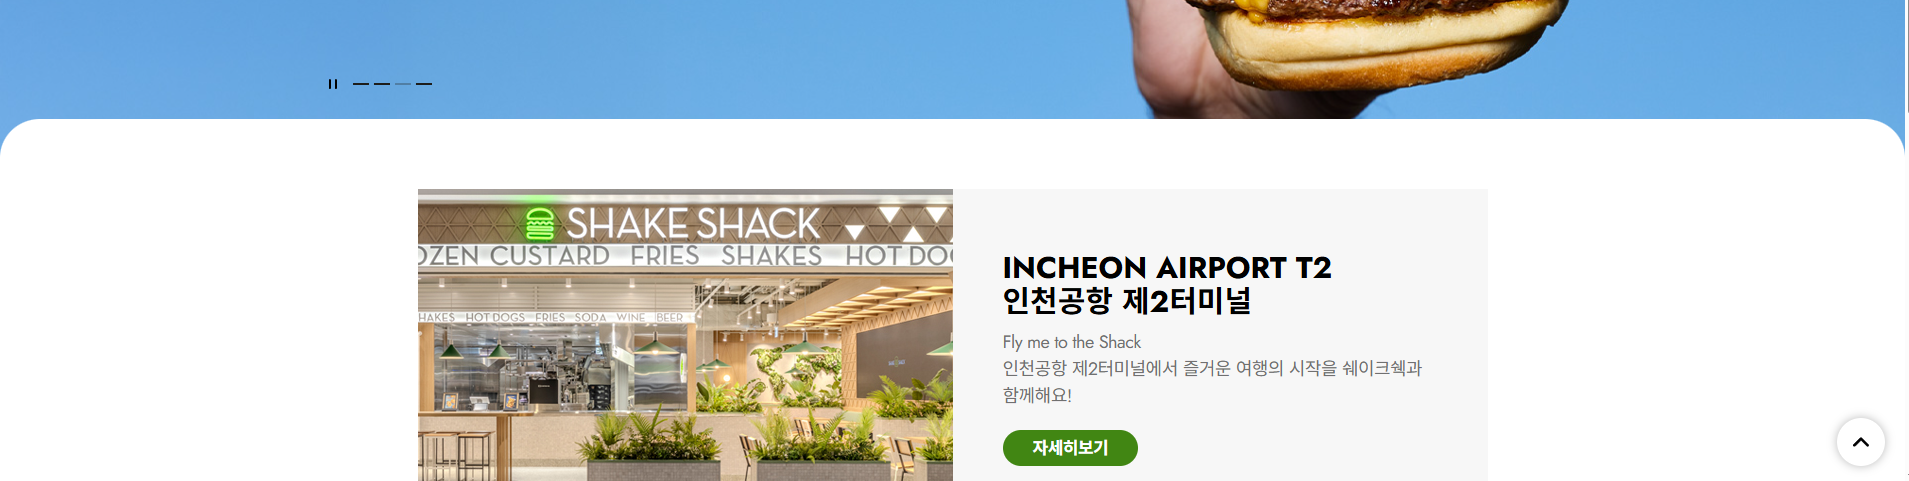 SHAKE SHACK
OZEN CUSTARD FRIES SHAKES HOT DOG
SHAKES HOT DOGS FRIES SODA WINE BEER
INCHEON AIRPORT T2
인천공항 제2터미널
Fly me to the Shack
인천공항 제2터미널에서 즐거운 여행의 시작을 쉐이크쉑과
함께해요!
자세히보기